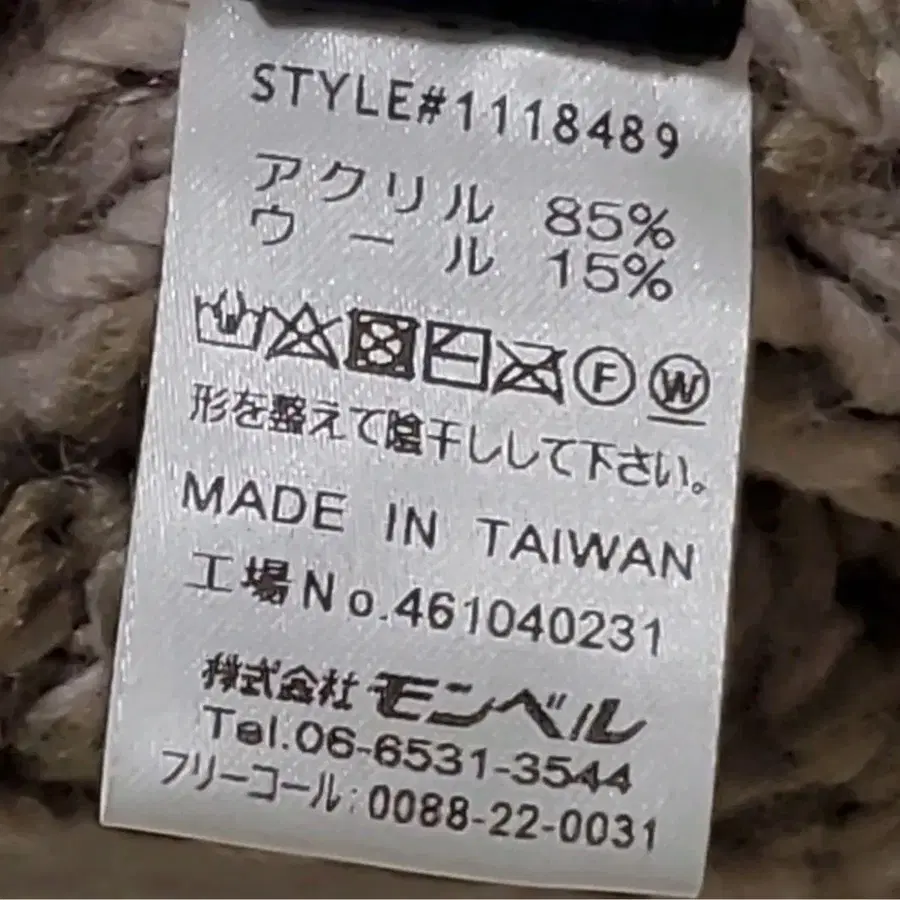 STYLE#1118489
アクリル 85%
ウール 15%
F W
形を整えて陰干しして下さい。
MADE IN TAIWAN
工場No.461040231
株式会社モンベル
Tel.06-6531-3544
フリーコール:0088-22-0031